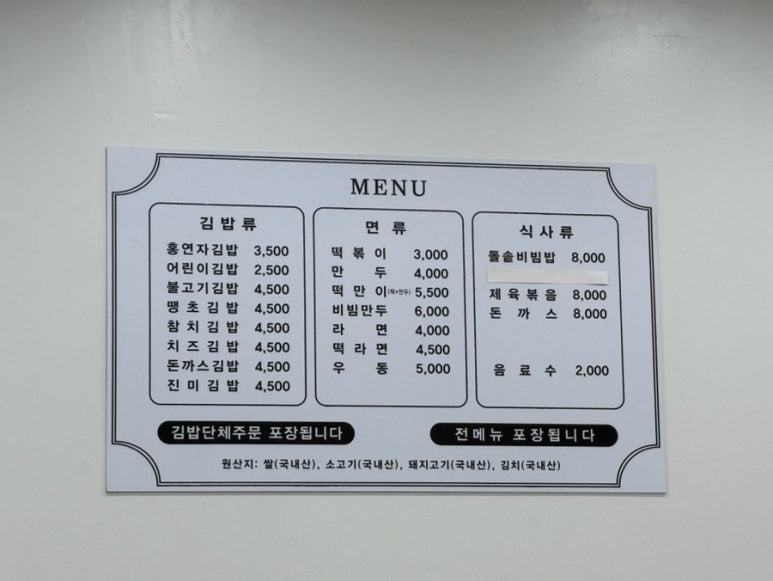 MENU
김밥류
홍연자김밥 3,500
어린이김밥 2,500
불고기김밥 4,500
땡초김밥 4,500
참치김밥 4,500
치즈김밥 4,500
돈까스김밥 4,500
진미김밥 4,500
면류
떡볶이 3,000
만두 4,000
떡만이(떡+만두) 5,500
비빔만두 6,000
라면 4,000
떡라면 4,500
우동 5,000
식사류
돌솥비빔밥 8,000
제육볶음 8,000
돈까스 8,000
음료수 2,000
김밥단체주문 포장됩니다
전메뉴 포장됩니다
원산지: 쌀(국내산), 소고기(국내산), 돼지고기(국내산), 김치(국내산)